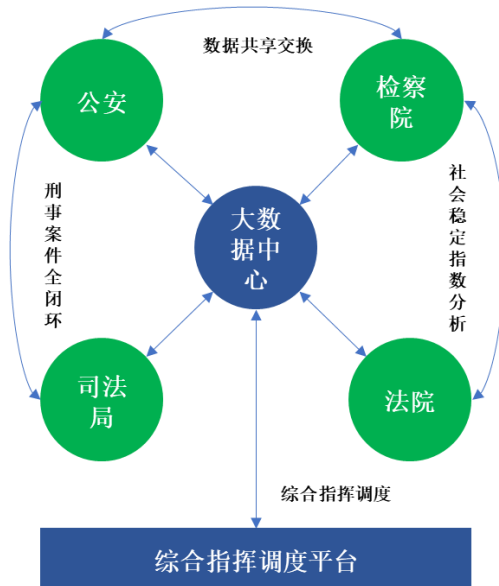 数据共享交换
公安
检察
院
刑事案件全闭环
大数
据中
心
社会稳定指数分析
司法
局
法院
综合指挥调度
综合指挥调度平台